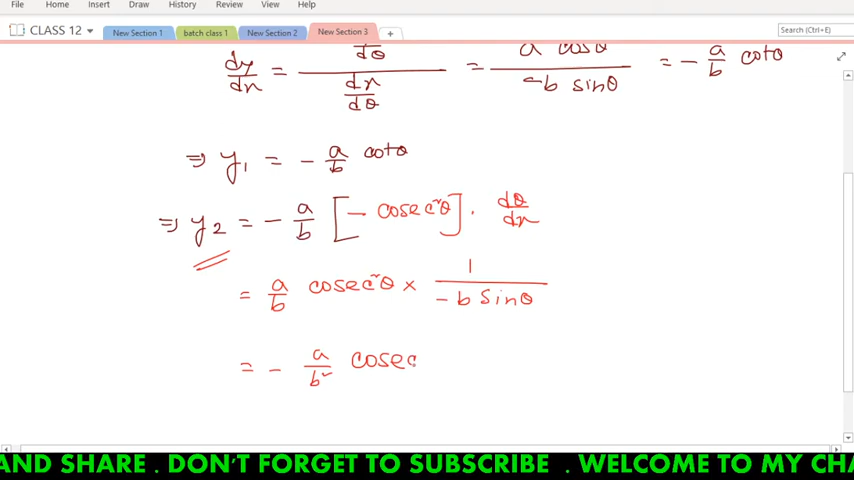 File Home Insert Draw History Review View Help
CLASS 12 New Section 1 batch class 1 New Section 2 New Section 3 + Search (Ctrl+E)
dy/dx = /dθ / dx/dθ = a cosθ / -b sinθ = - a/b cotθ
⇒ y₁ = - a/b cotθ
⇒ y₂ = - a/b [- cosec²θ] . dθ/dx
= a/b cosec²θ × 1 / -b sinθ
= - a/b² cosec
AND SHARE . DON'T FORGET TO SUBSCRIBE . WELCOME TO MY CHA